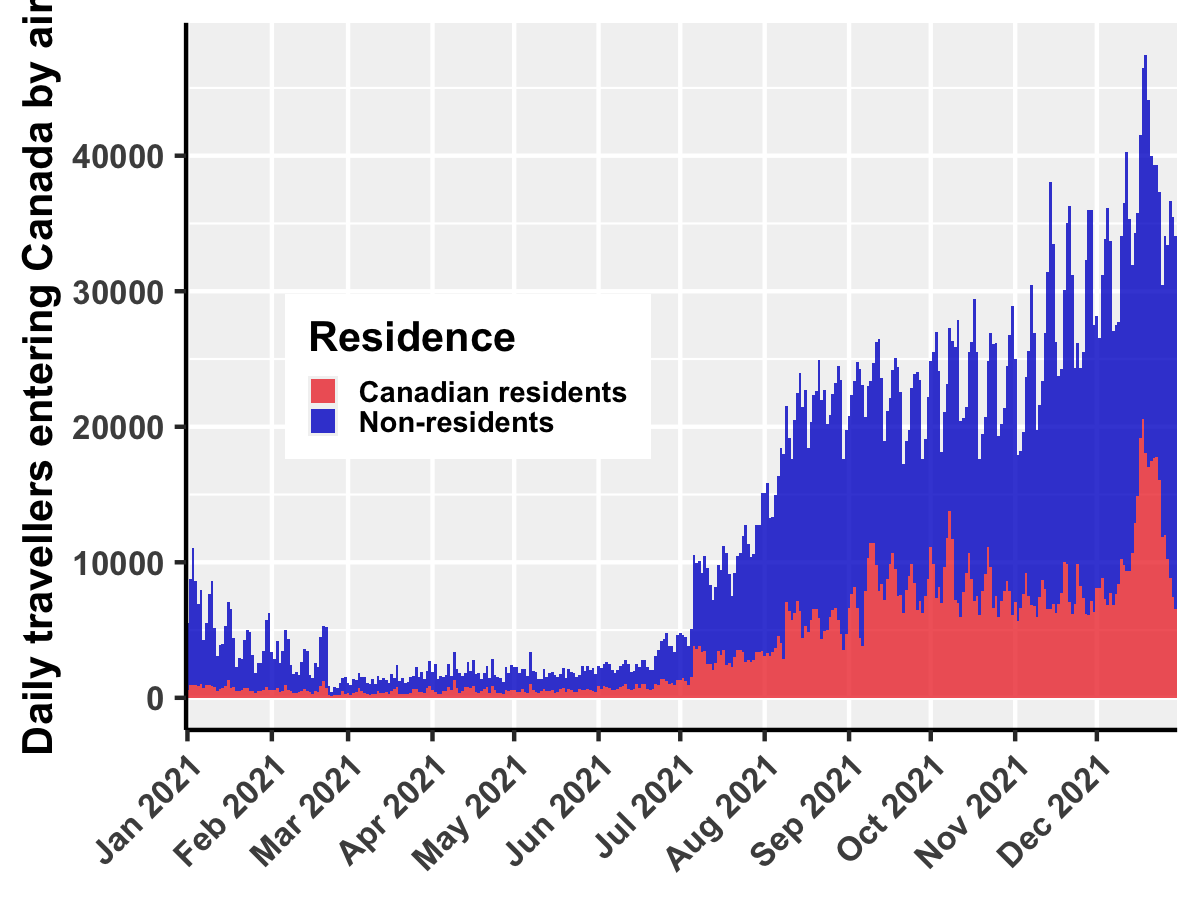 Daily travellers entering Canada by air
40000
30000
20000
10000
0
Residence
Canadian residents
Non-residents
Jan 2021
Feb 2021
Mar 2021
Apr 2021
May 2021
Jun 2021
Jul 2021
Aug 2021
Sep 2021
Oct 2021
Nov 2021
Dec 2021